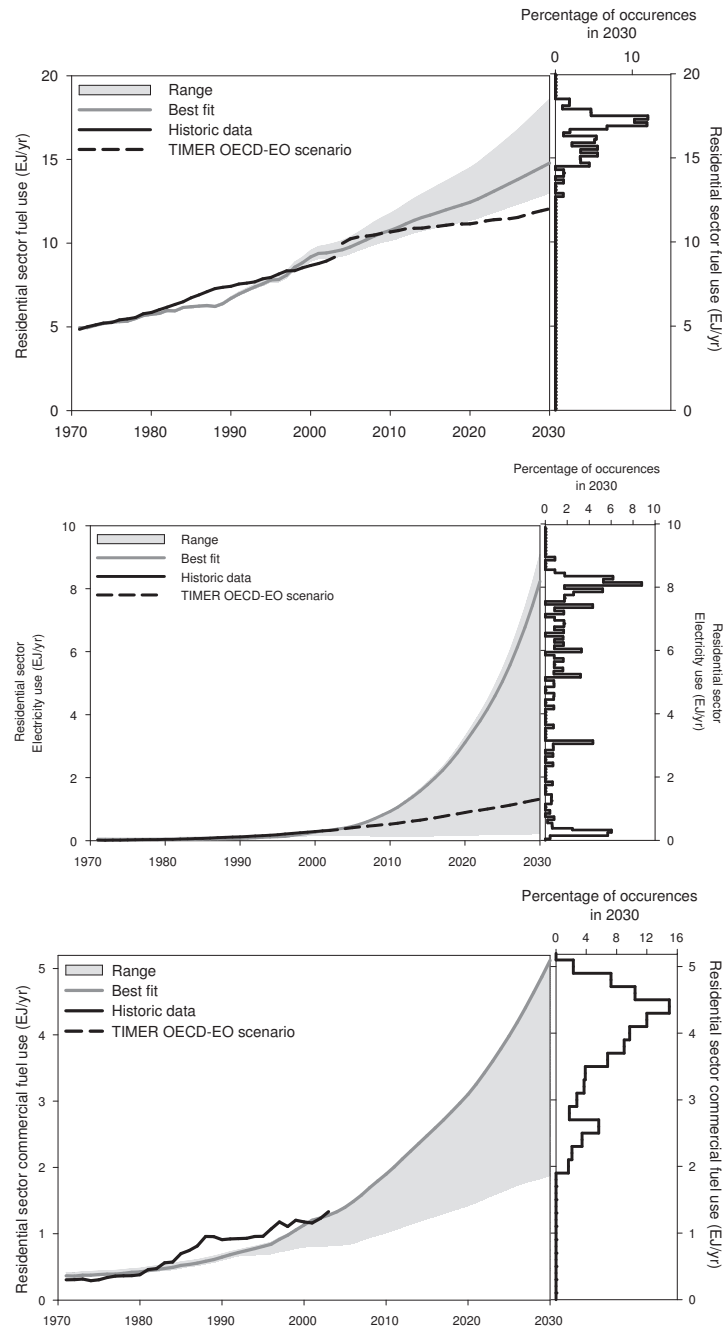 Percentage of occurences
in 2030
0 10
20
15
10
5
0
Residential sector fuel use (EJ/yr)
Range
Best fit
Historic data
TIMER OECD-EO scenario
1970 1980 1990 2000 2010 2020 2030
20
15
10
5
0
Residential sector fuel use (EJ/yr)
Percentage of occurences
in 2030
0 2 4 6 8 10
10
8
6
4
2
0
Residential sector
Electricity use (EJ/yr)
Range
Best fit
Historic data
TIMER OECD-EO scenario
1970 1980 1990 2000 2010 2020 2030
10
8
6
4
2
0
Residential sector
Electricity use (EJ/yr)
Percentage of occurences
in 2030
0 4 8 12 16
5
4
3
2
1
0
Residential sector commercial fuel use (EJ/yr)
Range
Best fit
Historic data
TIMER OECD-EO scenario
1970 1980 1990 2000 2010 2020 2030
5
4
3
2
1
0
Residential sector commercial fuel use (EJ/yr)